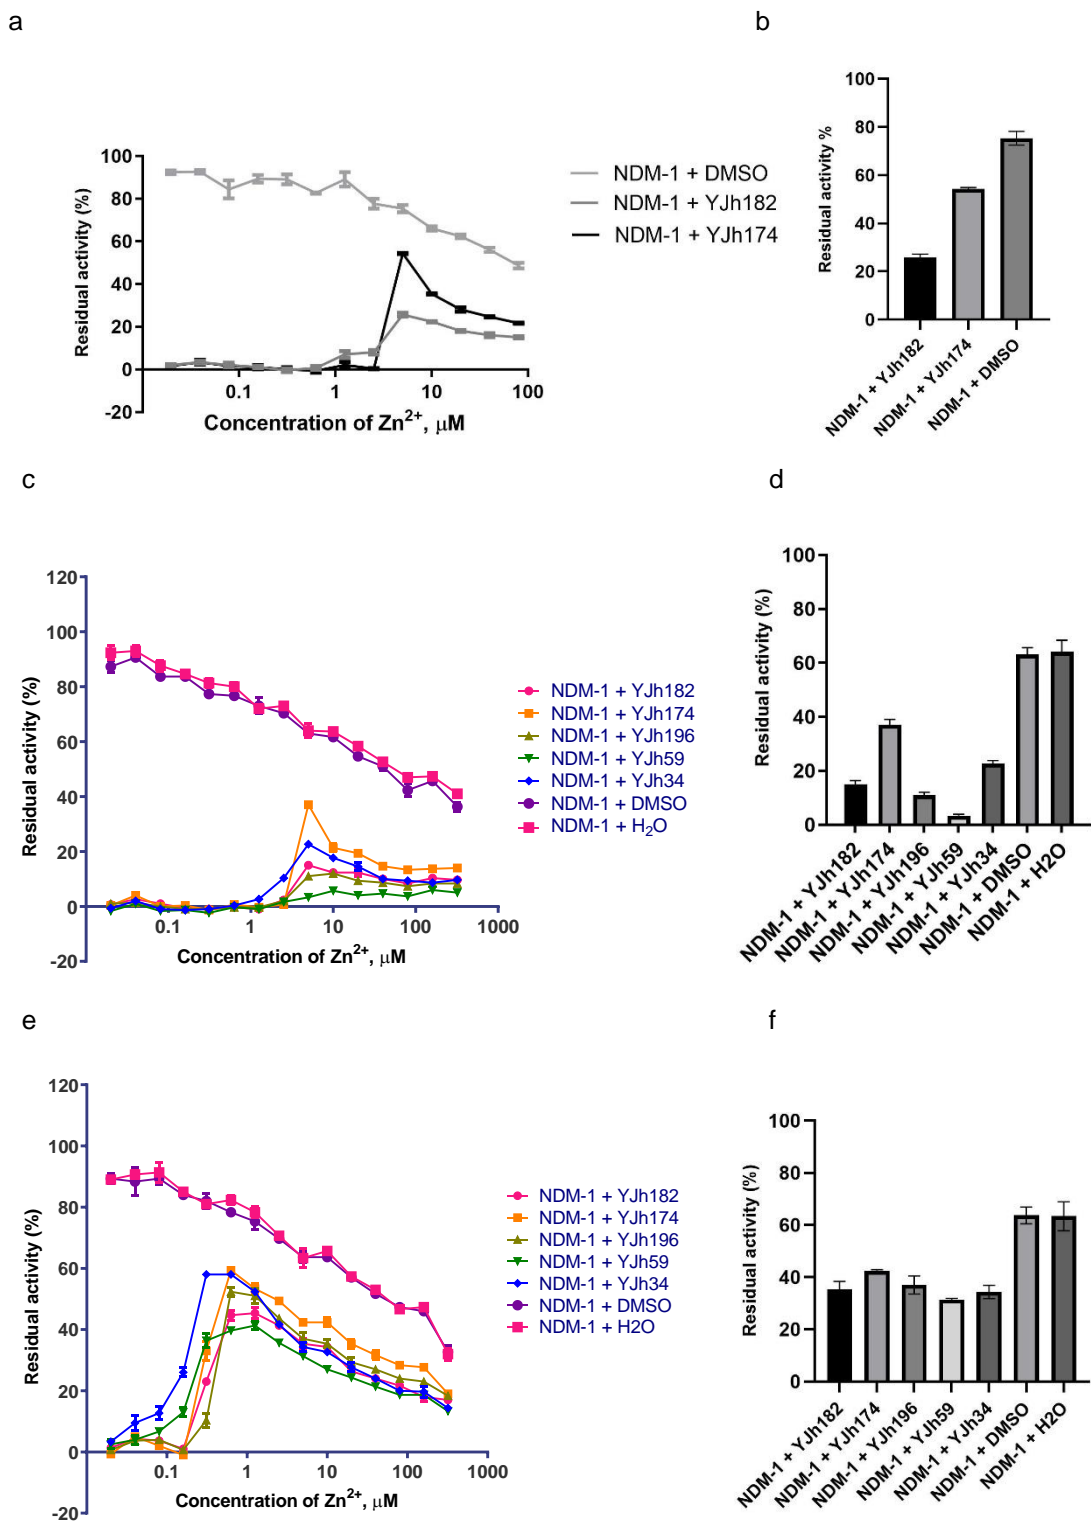 a
b
100
80
60
40
20
0
-20
Residual activity (%)
0.1
1
10
100
Concentration of Zn2+, μM
NDM-1 + DMSO
NDM-1 + YJh182
NDM-1 + YJh174
100
80
60
40
20
0
Residual activity %
NDM-1 + YJh182
NDM-1 + YJh174
NDM-1 + DMSO
c
d
120
100
80
60
40
20
0
-20
Residual activity (%)
0.1
1
10
100
1000
Concentration of Zn2+, μM
NDM-1 + YJh182
NDM-1 + YJh174
NDM-1 + YJh196
NDM-1 + YJh59
NDM-1 + YJh34
NDM-1 + DMSO
NDM-1 + H2O
100
80
60
40
20
0
Residual activity (%)
NDM-1 + YJh182
NDM-1 + YJh174
NDM-1 + YJh196
NDM-1 + YJh59
NDM-1 + YJh34
NDM-1 + DMSO
NDM-1 + H2O
e
f
120
100
80
60
40
20
0
-20
Residual activity (%)
0.1
1
10
100
1000
Concentration of Zn2+, μM
NDM-1 + YJh182
NDM-1 + YJh174
NDM-1 + YJh196
NDM-1 + YJh59
NDM-1 + YJh34
NDM-1 + DMSO
NDM-1 + H2O
100
80
60
40
20
0
Residual activity (%)
NDM-1 + YJh182
NDM-1 + YJh174
NDM-1 + YJh196
NDM-1 + YJh59
NDM-1 + YJh34
NDM-1 + DMSO
NDM-1 + H2O